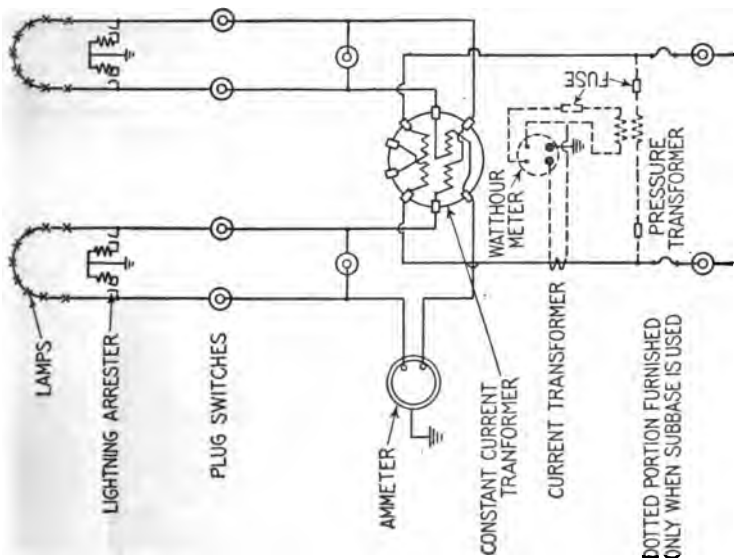 LAMPS
LIGHTNING ARRESTER
PLUG SWITCHES
AMMETER
CONSTANT CURRENT
TRANFORMER
CURRENT TRANSFORMER
WATTHOUR
METER
FUSE
PRESSURE
TRANSFORMER
DOTTED PORTION FURNISHED
ONLY WHEN SUBBASE IS USED